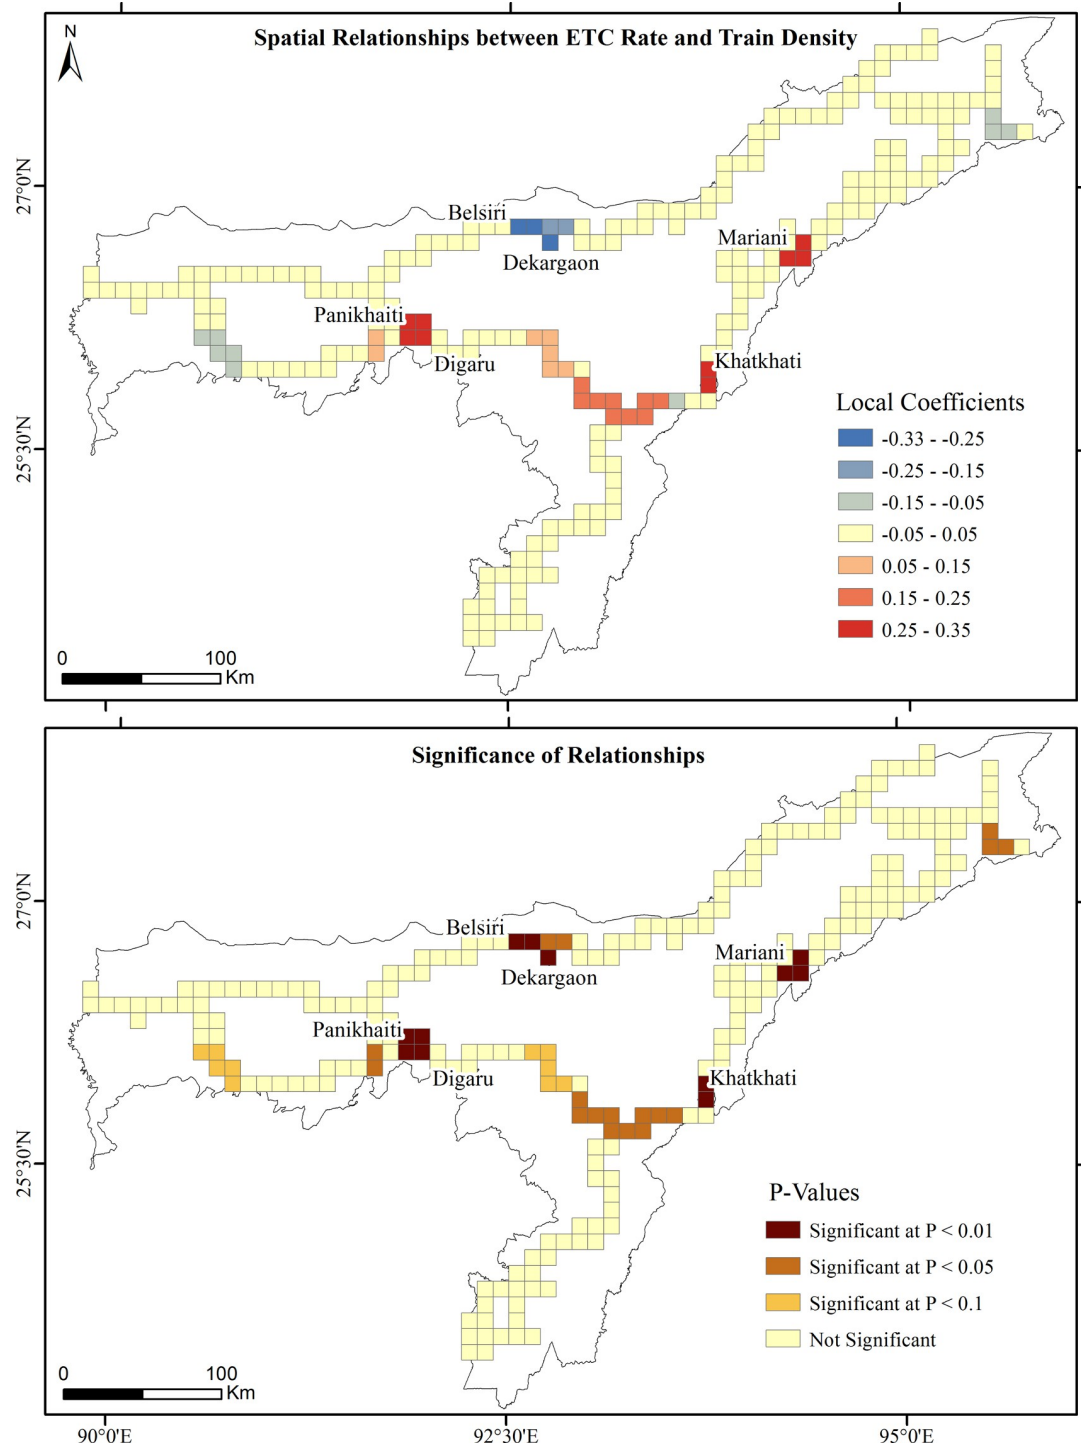 Spatial Relationships between ETC Rate and Train Density
N
27°0'N
Belsiri
Dekargaon
Mariani
Panikhaiti
Digaru
Khatkhati
25°30'N
Local Coefficients
-0.33 - -0.25
-0.25 - -0.15
-0.15 - -0.05
-0.05 - 0.05
0.05 - 0.15
0.15 - 0.25
0.25 - 0.35
0 100
Km
Significance of Relationships
27°0'N
Belsiri
Dekargaon
Mariani
Panikhaiti
Digaru
Khatkhati
25°30'N
P-Values
Significant at P < 0.01
Significant at P < 0.05
Significant at P < 0.1
Not Significant
0 100
Km
90°0'E 92°30'E 95°0'E